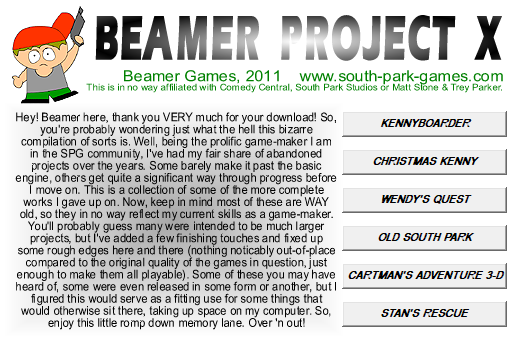 BEAMER PROJECT X
Beamer Games, 2011 www.south-park-games.com
This is in no way affiliated with Comedy Central, South Park Studios or Matt Stone & Trey Parker.
Hey! Beamer here, thank you VERY much for your download! So,
you're probably wondering just what the hell this bizarre
compilation of sorts is. Well, being the prolific game-maker I am
in the SPG community, I've had my fair share of abandoned
projects over the years. Some barely make it past the basic
engine, others get quite a significant way through progress before
I move on. This is a collection of some of the more complete
works I gave up on. Now, keep in mind most of these are WAY
old, so they in no way reflect my current skills as a game-maker.
You'll probably guess many were intended to be much larger
projects, but I've added a few finishing touches and fixed up
some rough edges here and there (nothing noticably out-of-place
compared to the original quality of the games in question, just
enough to make them all playable). Some of these you may have
heard of, some were even released in some form or another, but I
figured this would serve as a fitting use for some things that
would otherwise sit there, taking up space on my computer. So,
enjoy this little romp down memory lane. Over 'n out!
KENNYBOARDER
CHRISTMAS KENNY
WENDY'S QUEST
OLD SOUTH PARK
CARTMAN'S ADVENTURE 3-D
STAN'S RESCUE